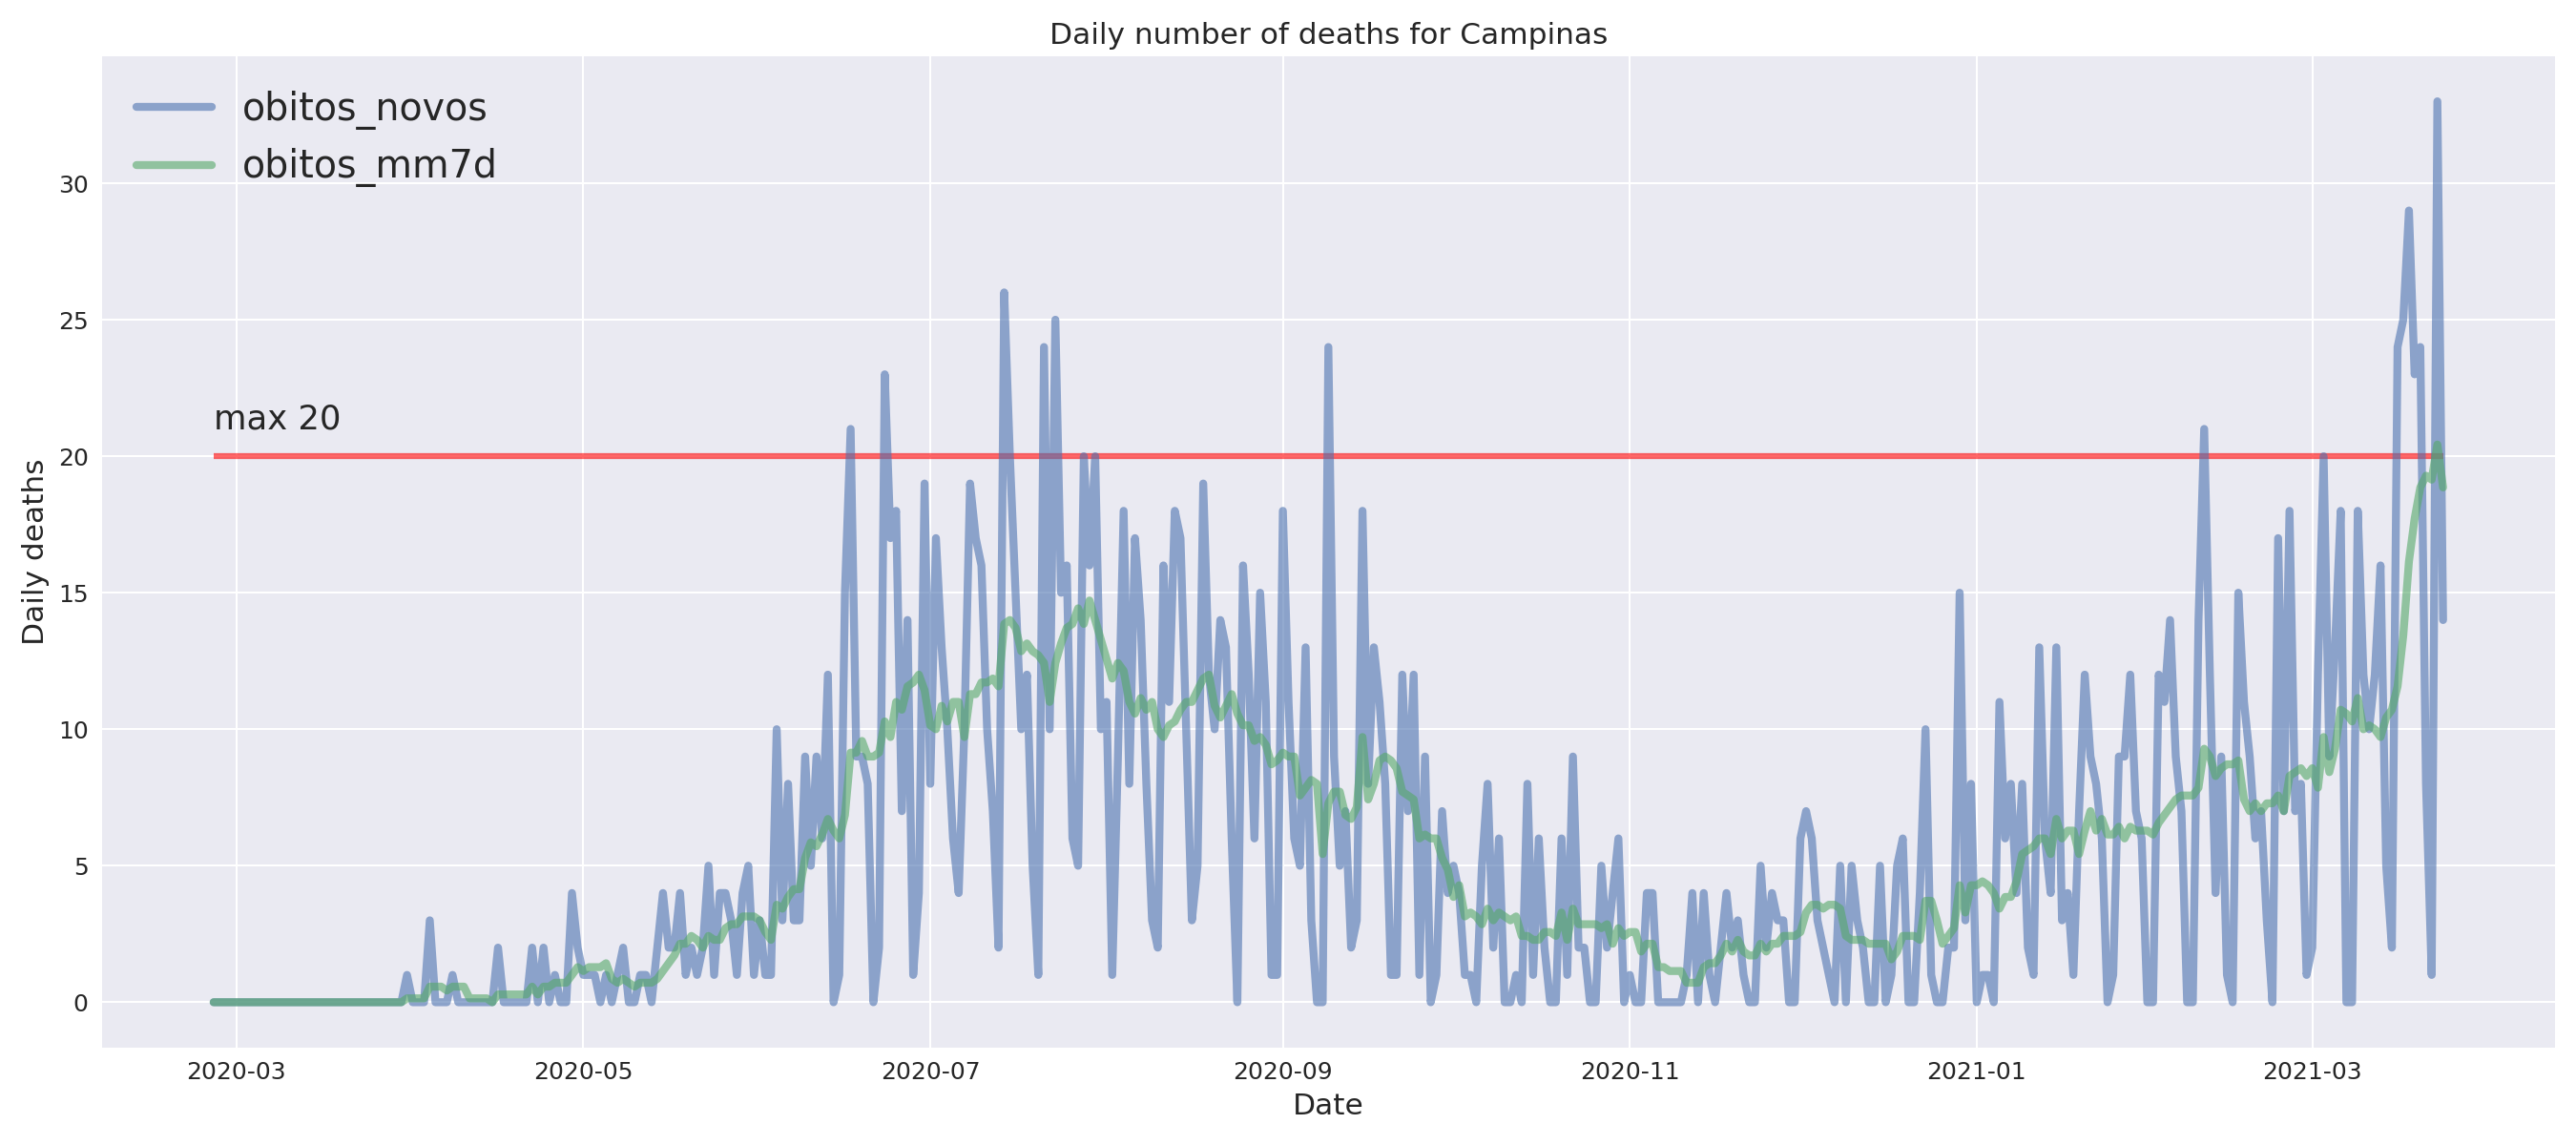 Daily number of deaths for Campinas
obitos_novos
obitos_mm7d
max 20
Daily deaths
30
25
20
15
10
5
0
2020-03
2020-05
2020-07
2020-09
2020-11
2021-01
2021-03
Date